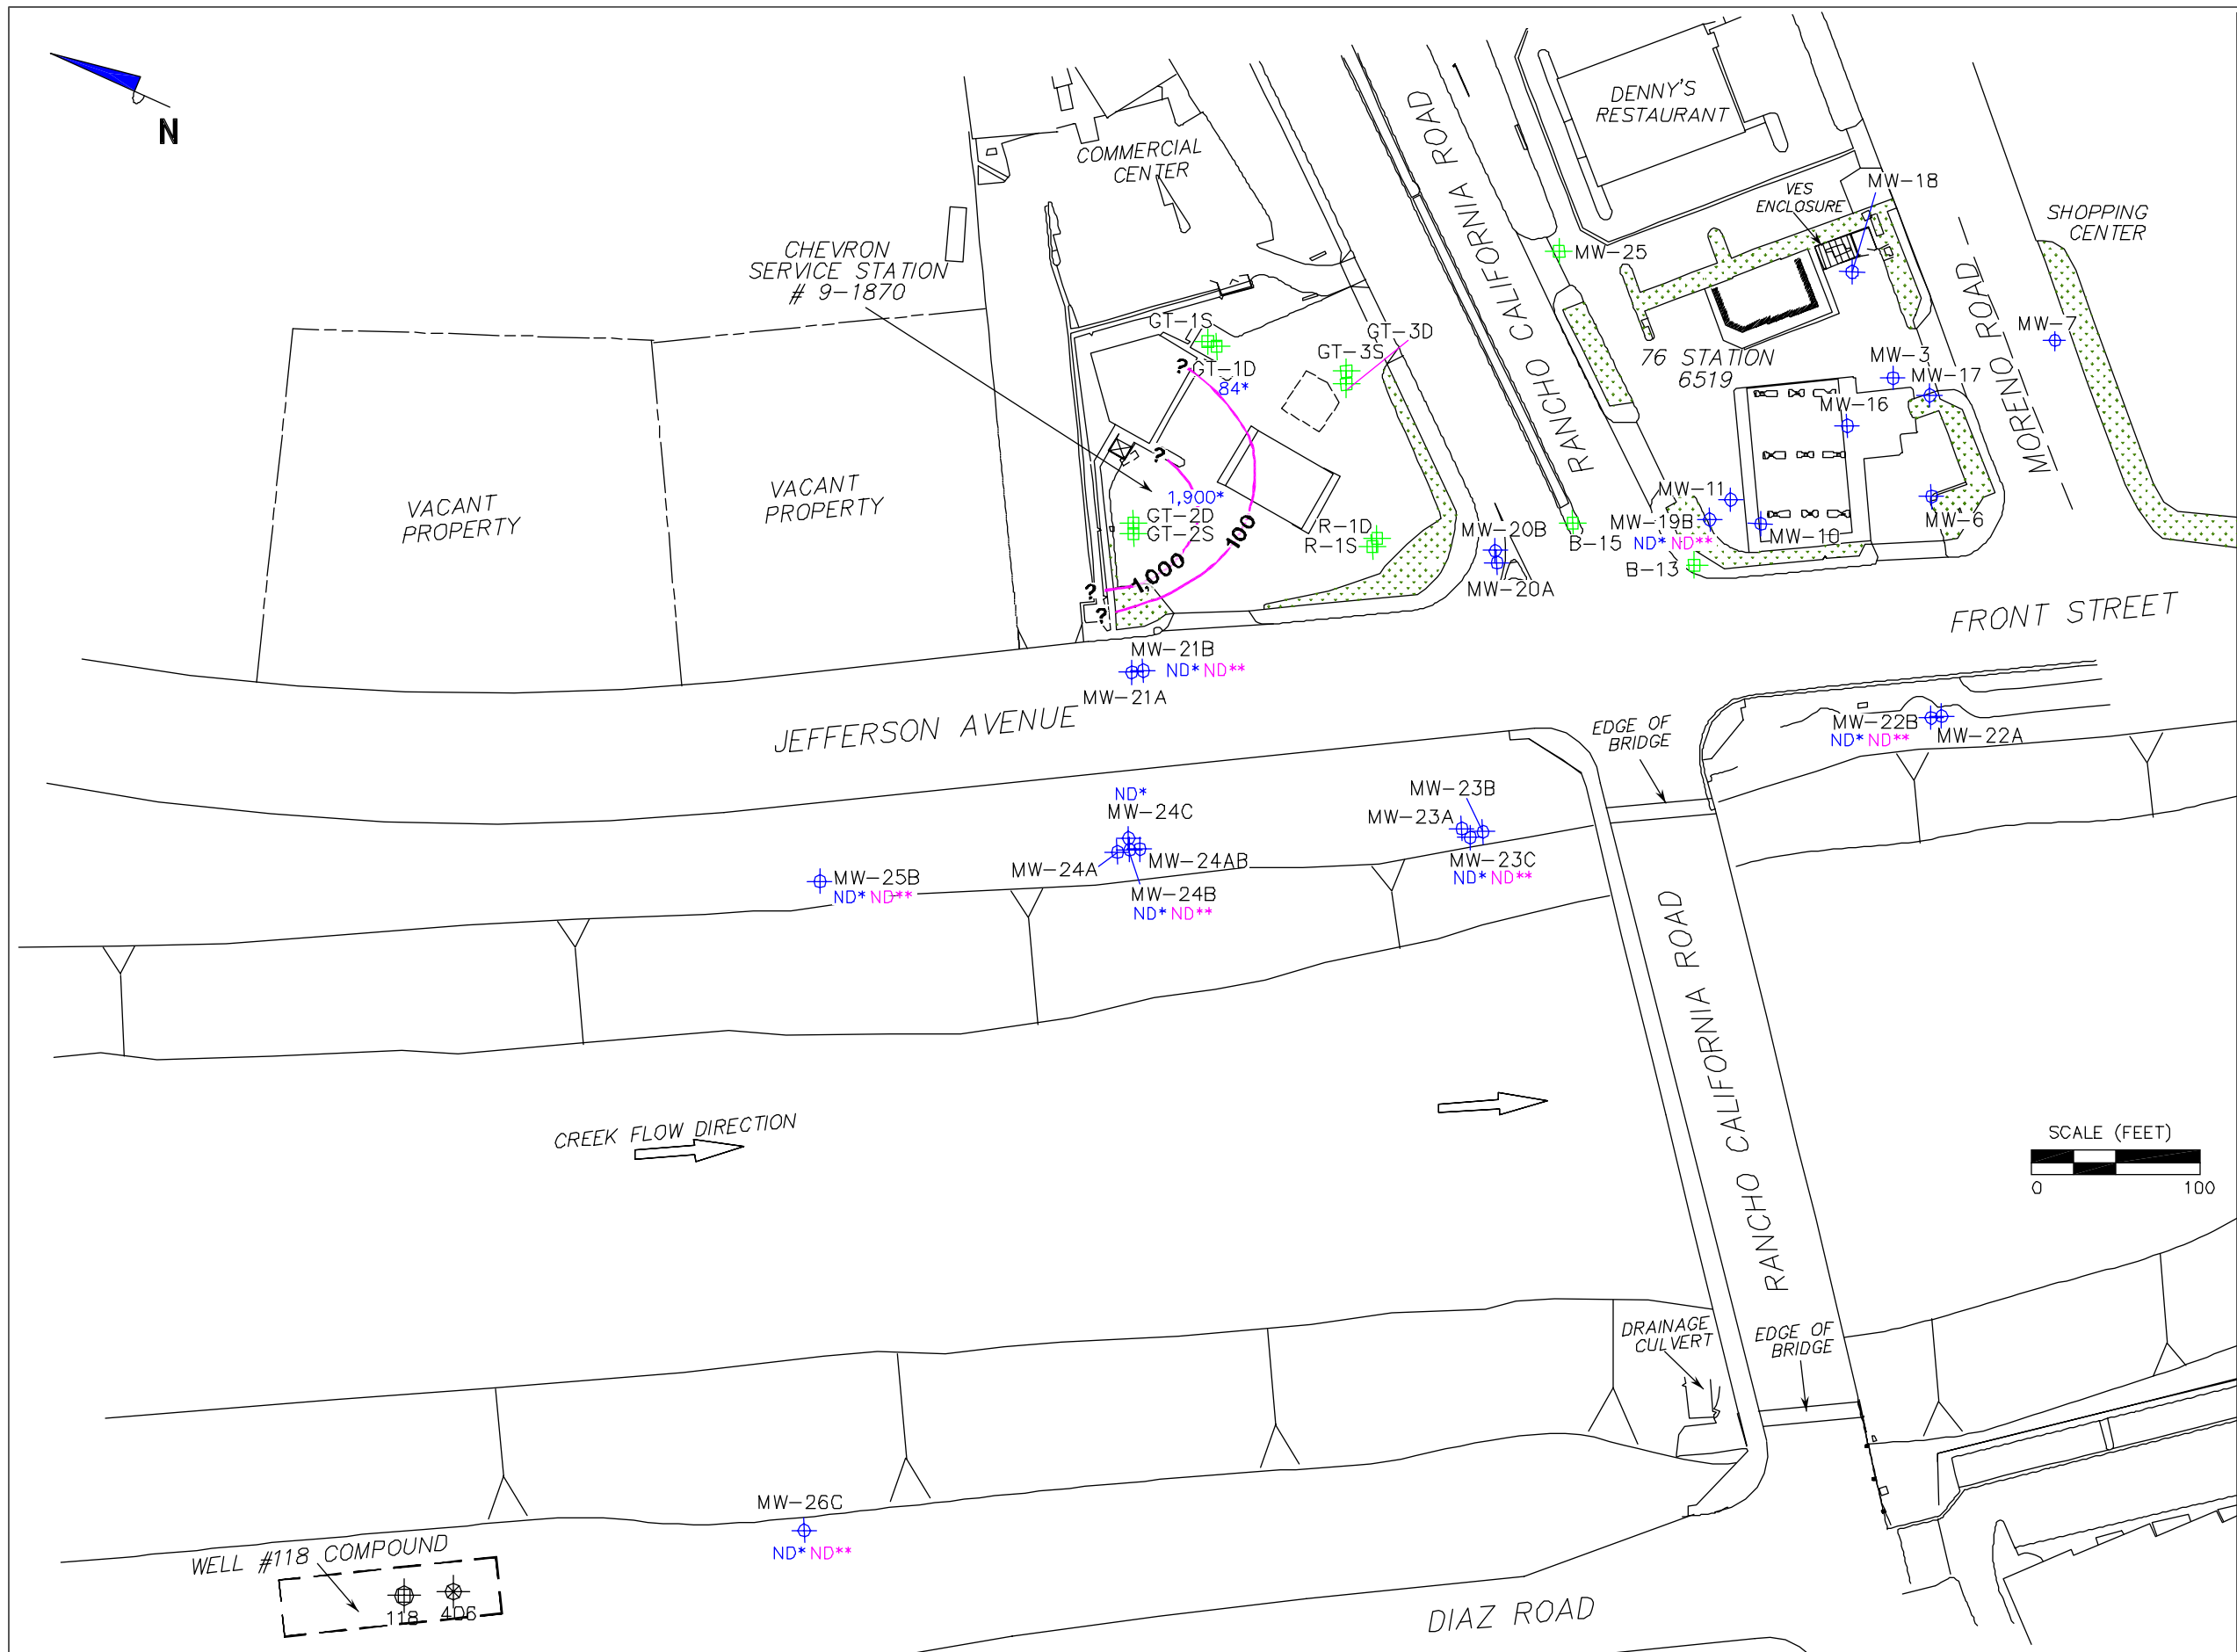 N
COMMERCIAL
CENTER
CHEVRON
SERVICE STATION
# 9-1870
RANCHO CALIFORNIA ROAD
DENNY'S
RESTAURANT
VES
ENCLOSURE
MW-18
SHOPPING
CENTER
MW-25
MW-7
MORENO ROAD
76 STATION
6519
MW-3
MW-17
MW-16
GT-1S
GT-1D
84*
GT-3S
GT-3D
?
?
1,900*
GT-2D
GT-2S
100
1,000
?
?
R-1D
R-1S
MW-20B
MW-20A
B-15
MW-11
MW-19B
ND* ND**
MW-10
MW-6
B-13
VACANT
PROPERTY
VACANT
PROPERTY
FRONT STREET
MW-21B
ND* ND**
MW-21A
JEFFERSON AVENUE
EDGE OF
BRIDGE
MW-22B
ND* ND**
MW-22A
ND*
MW-24C
MW-24A
MW-24AB
MW-24B
ND* ND**
MW-23B
MW-23A
MW-23C
ND* ND**
MW-25B
ND* ND**
RANCHO CALIFORNIA ROAD
CREEK FLOW DIRECTION
SCALE (FEET)
0 100
DRAINAGE
CULVERT
EDGE OF
BRIDGE
MW-26C
ND* ND**
WELL #118 COMPOUND
118 406
DIAZ ROAD